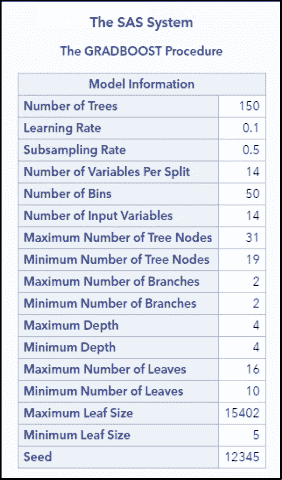 The SAS System
The GRADBOOST Procedure
Model Information
Number of Trees 150
Learning Rate 0.1
Subsampling Rate 0.5
Number of Variables Per Split 14
Number of Bins 50
Number of Input Variables 14
Maximum Number of Tree Nodes 31
Minimum Number of Tree Nodes 19
Maximum Number of Branches 2
Minimum Number of Branches 2
Maximum Depth 4
Minimum Depth 4
Maximum Number of Leaves 16
Minimum Number of Leaves 10
Maximum Leaf Size 15402
Minimum Leaf Size 5
Seed 12345